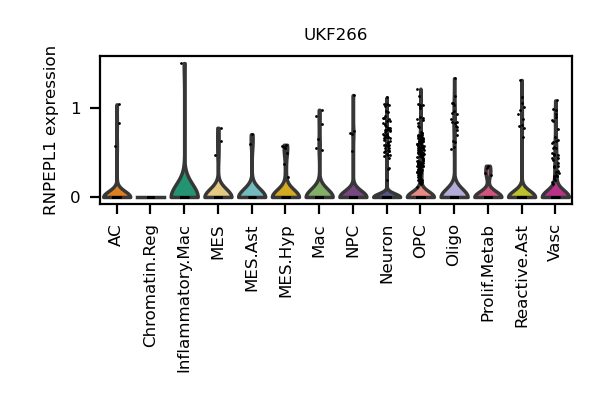 UKF266
RNPEPL1 expression
1
0
AC
Chromatin.Reg
Inflammatory.Mac
MES
MES.Ast
MES.Hyp
Mac
NPC
Neuron
OPC
Oligo
Prolif.Metab
Reactive.Ast
Vasc